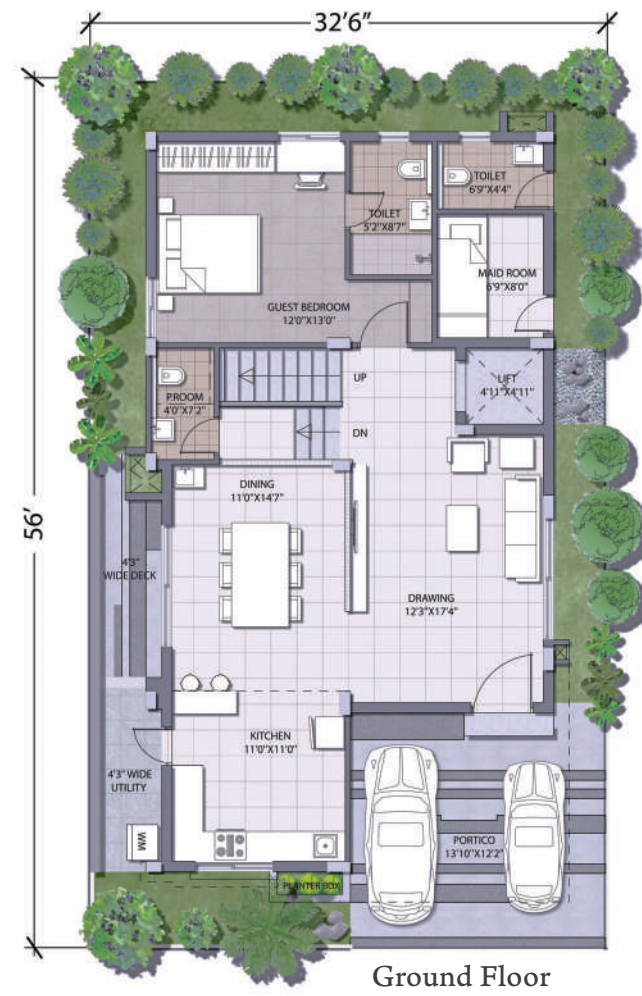 32'6"
56'
TOILET
6'9"X4'4"
TOILET
5'2"X8'7"
MAID ROOM
6'9"X8'0"
GUEST BEDROOM
12'0"X13'0"
UP
LIFT
4'11"X4'11"
P.ROOM
4'0"X7'2"
DN
DINING
11'0"X14'7"
4'3"
WIDE DECK
DRAWING
12'3"X17'4"
KITCHEN
11'0"X11'0"
4'3" WIDE
UTILITY
WM
PORTICO
13'10"X12'2"
PLANTER BOX
Ground Floor